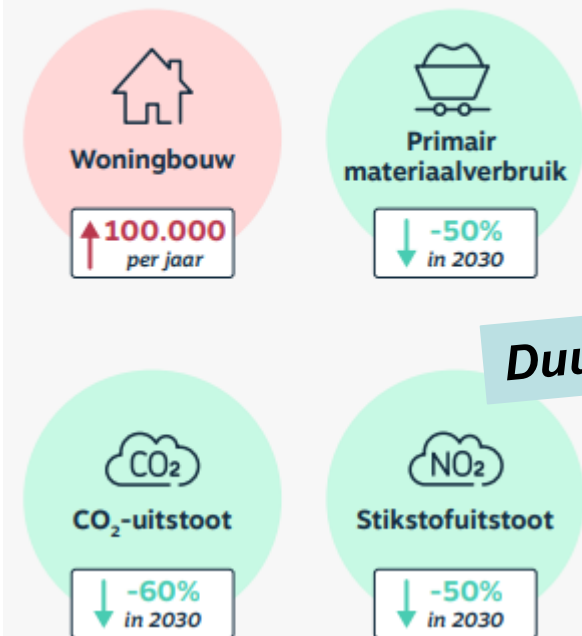 Woningbouw
100.000
per jaar
Primair
materiaalverbruik
-50%
in 2030
Duu
CO2
CO₂-uitstoot
-60%
in 2030
NO2
Stikstofuitstoot
-50%
in 2030